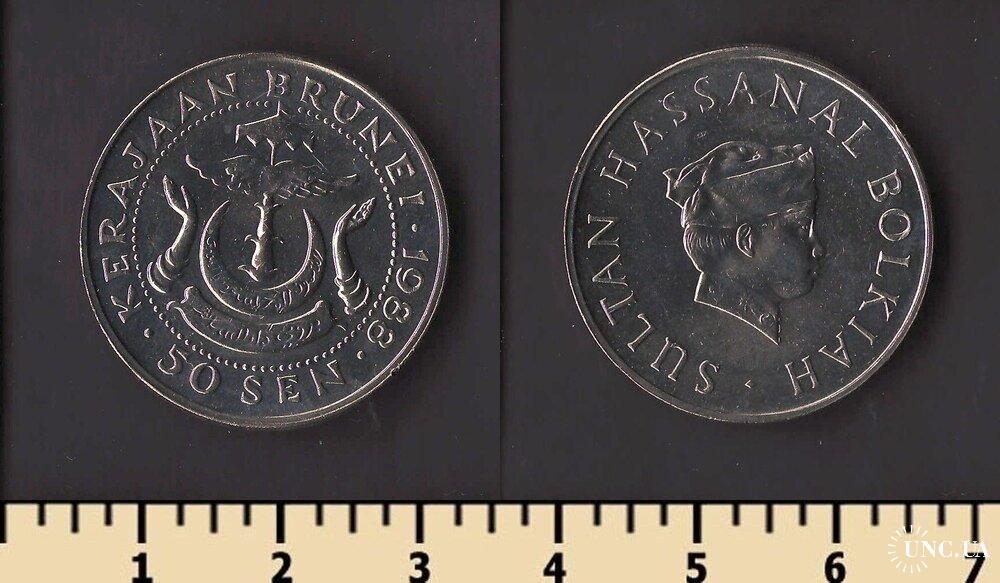 KERAJAAN BRUNEI · 1988 ·
50 SEN ·
SULTAN HASSANAL BOLKIAH ·
1 2 3 4 5 6 7
UNC.UA